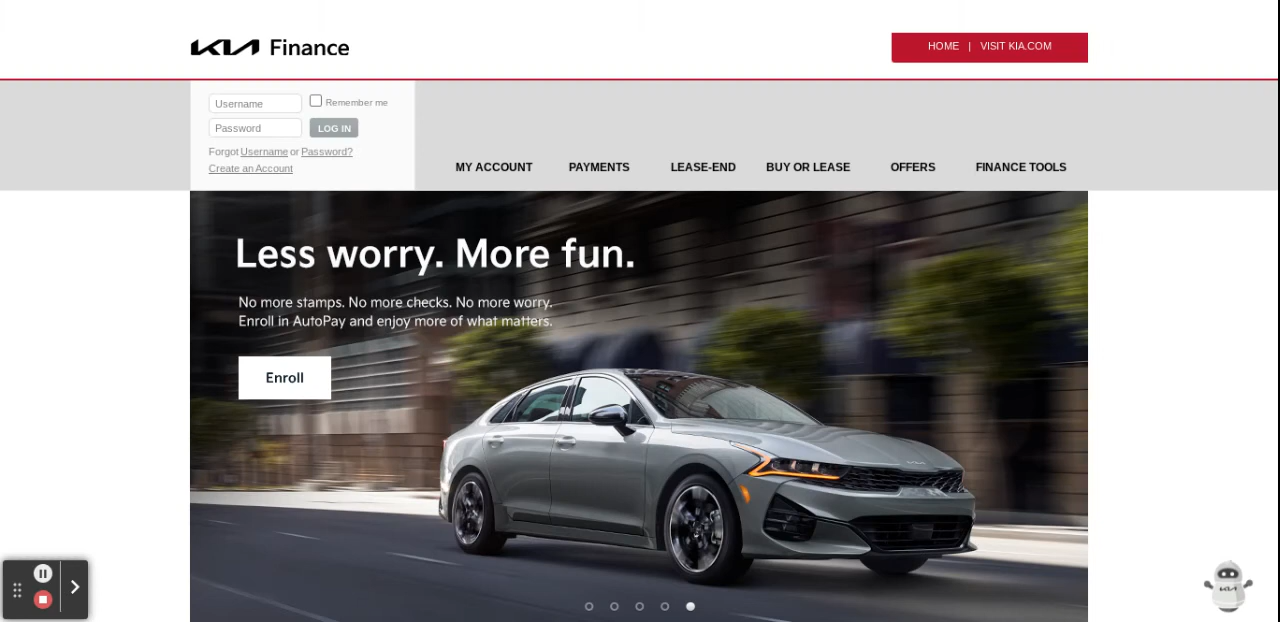 KIA Finance
HOME | VISIT KIA.COM
Username
Remember me
Password
LOG IN
Forgot Username or Password?
Create an Account
MY ACCOUNT
PAYMENTS
LEASE-END
BUY OR LEASE
OFFERS
FINANCE TOOLS
Less worry. More fun.
No more stamps. No more checks. No more worry.
Enroll in AutoPay and enjoy more of what matters.
Enroll
KIA
KIA